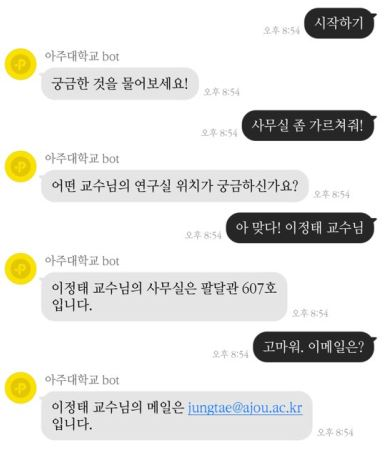 시작하기
오후 8:54
아주대학교 bot
궁금한 것을 물어보세요!
오후 8:54
사무실 좀 가르쳐줘!
오후 8:54
아주대학교 bot
어떤 교수님의 연구실 위치가 궁금하신가요?
오후 8:54
아 맞다! 이정태 교수님
오후 8:54
아주대학교 bot
이정태 교수님의 사무실은 팔달관 607호
입니다.
오후 8:54
고마워. 이메일은?
오후 8:54
아주대학교 bot
이정태 교수님의 메일은 jungtae@ajou.ac.kr
입니다.
오후 8:54